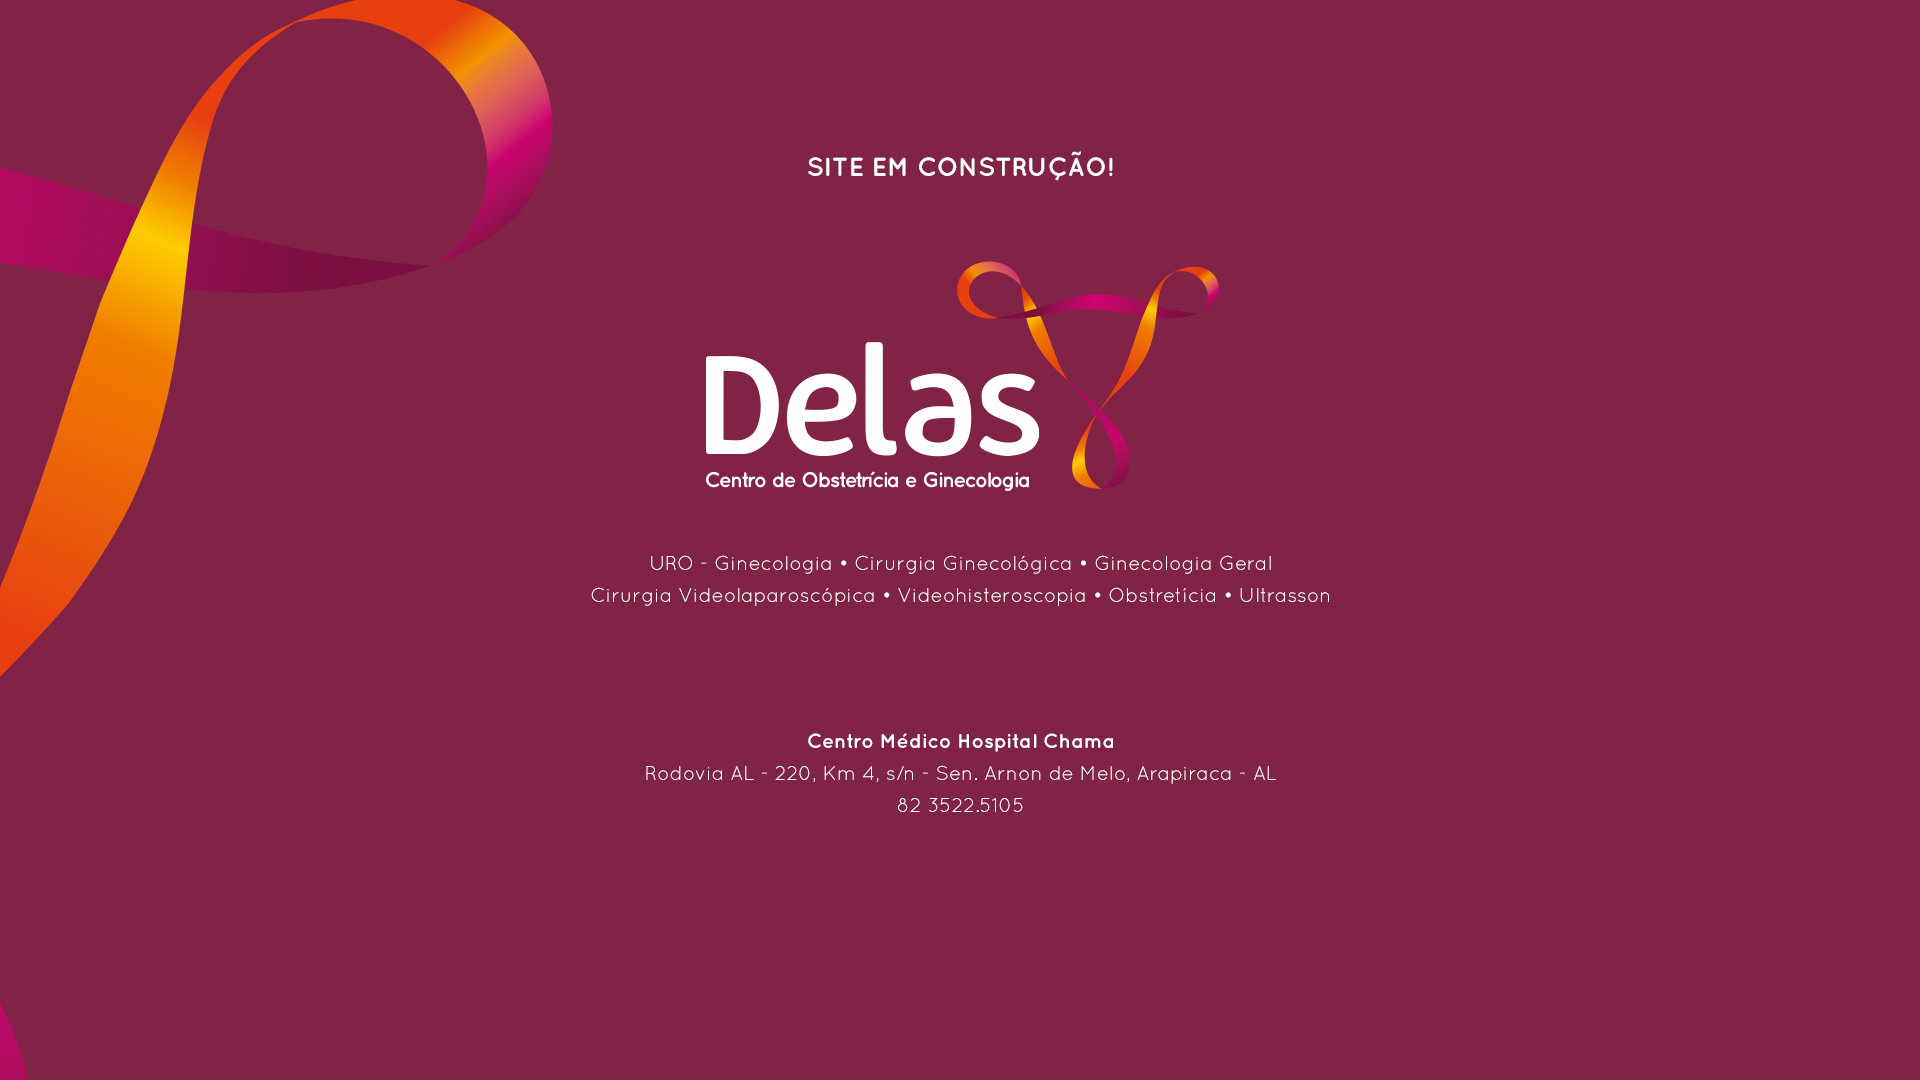 SITE EM CONSTRUÇÃO!
Delas
Centro de Obstetrícia e Ginecologia
URO - Ginecologia • Cirurgia Ginecológica • Ginecologia Geral
Cirurgia Videolaparoscópica • Videohisteroscopia • Obstretícia • Ultrasson
Centro Médico Hospital Chama
Rodovia AL - 220, Km 4, s/n - Sen. Arnon de Melo, Arapiraca - AL
82 3522.5105